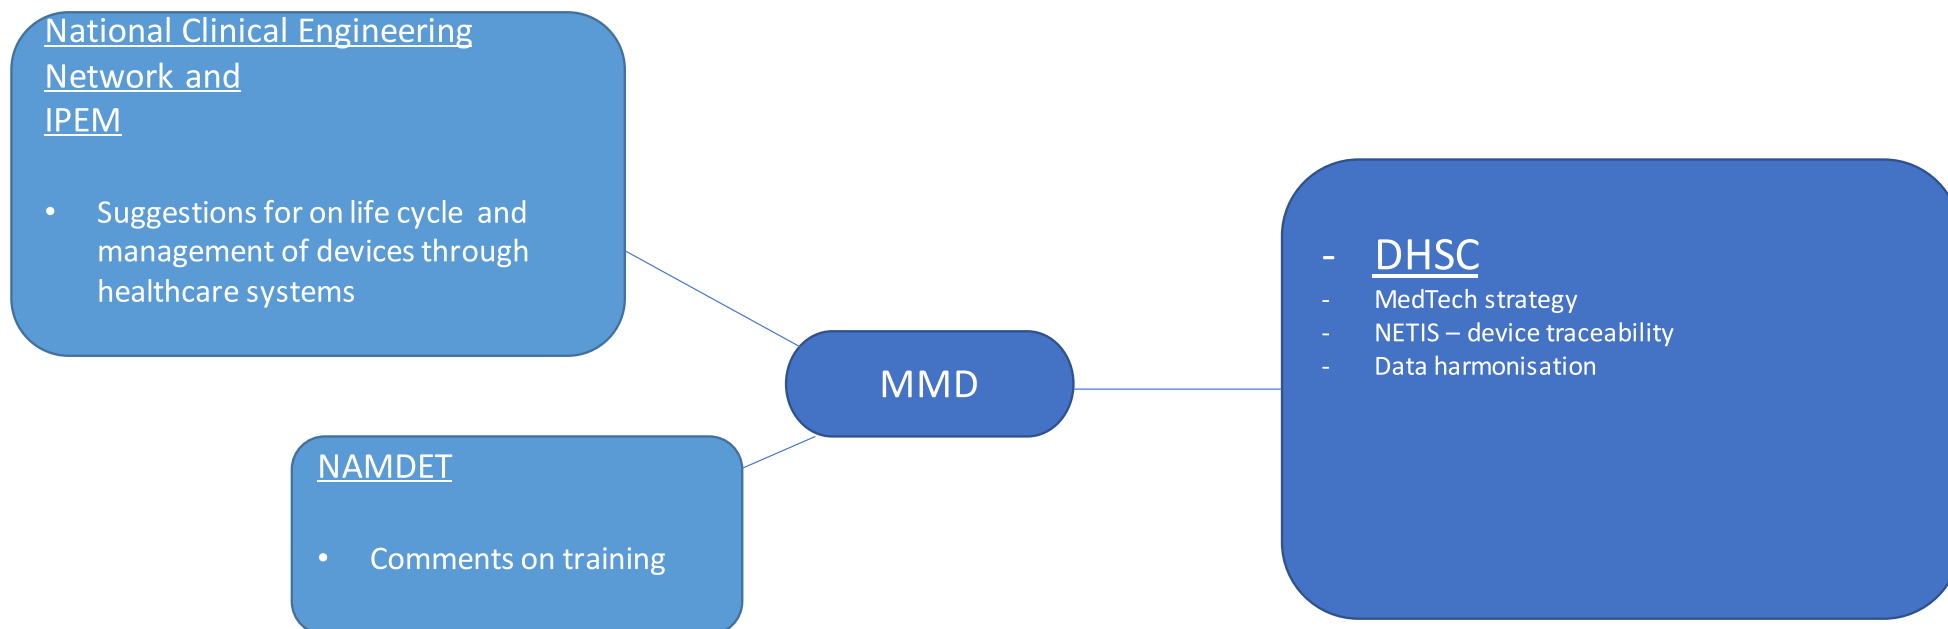 National Clinical Engineering
Network and
IPEM
• Suggestions for on life cycle and
management of devices through
healthcare systems
NAMDET
• Comments on training
MMD
- DHSC
- MedTech strategy
- NETIS – device traceability
- Data harmonisation